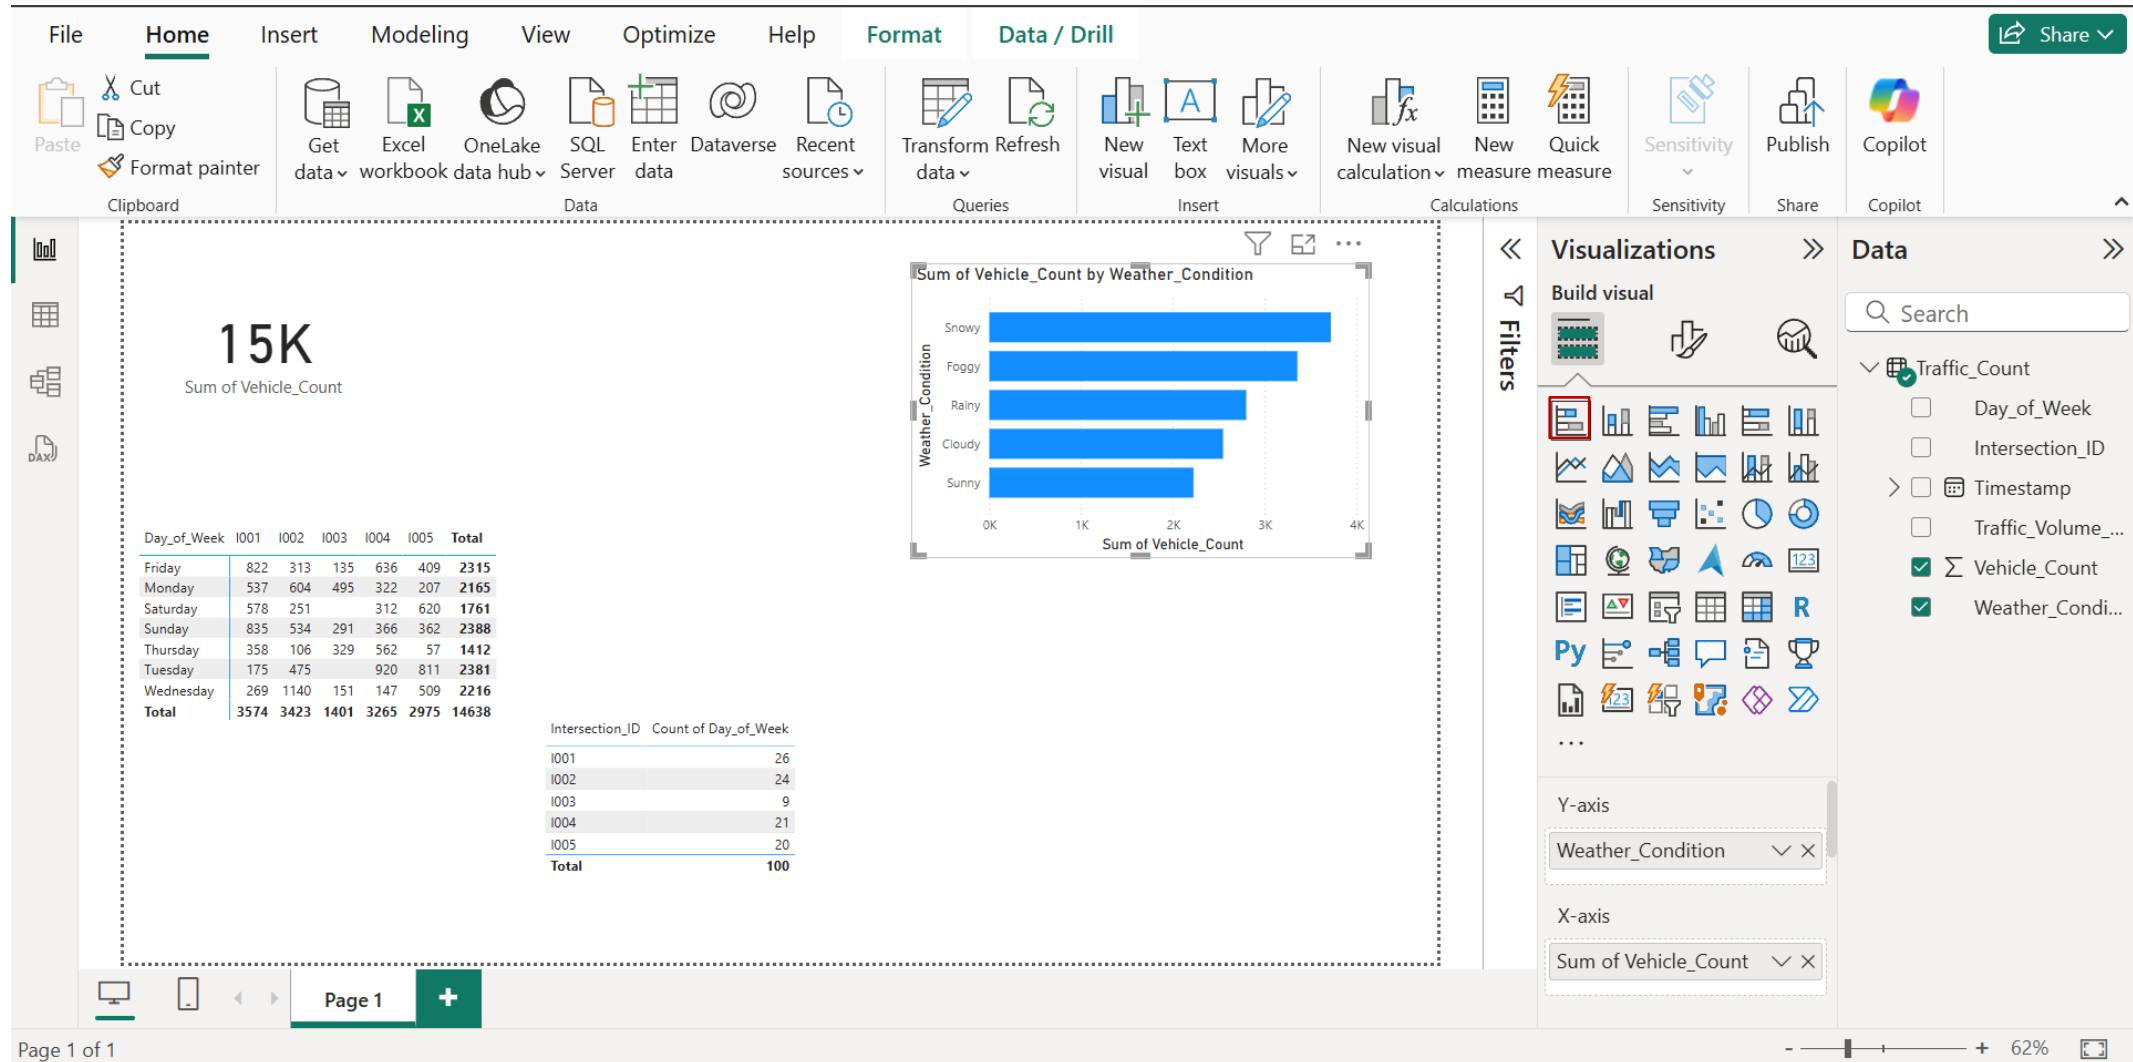 File Home Insert Modeling View Optimize Help Format Data / Drill Share
Paste Cut Copy Format painter
Clipboard
Get data Excel workbook OneLake data hub SQL Server Enter data Dataverse Recent sources
Data
Transform data Refresh
Queries
New visual Text box More visuals
Insert
New visual calculation New measure Quick measure
Calculations
Sensitivity
Sensitivity
Publish
Share
Copilot
Copilot
15K
Sum of Vehicle_Count
Sum of Vehicle_Count by Weather_Condition
Weather_Condition
Snowy
Foggy
Rainy
Cloudy
Sunny
0K 1K 2K 3K 4K
Sum of Vehicle_Count
Day_of_Week I001 I002 I003 I004 I005 Total
Friday 822 313 135 636 409 2315
Monday 537 604 495 322 207 2165
Saturday 578 251 312 620 1761
Sunday 835 534 291 366 362 2388
Thursday 358 106 329 562 57 1412
Tuesday 175 475 920 811 2381
Wednesday 269 1140 151 147 509 2216
Total 3574 3423 1401 3265 2975 14638
Intersection_ID Count of Day_of_Week
I001 26
I002 24
I003 9
I004 21
I005 20
Total 100
Filters
Visualizations
Build visual
123
R
Py
123
...
Y-axis
Weather_Condition
X-axis
Sum of Vehicle_Count
Data
Search
Traffic_Count
Day_of_Week
Intersection_ID
Timestamp
Traffic_Volume_...
Vehicle_Count
Weather_Condi...
DAX
Page 1 +
Page 1 of 1
- + 62%